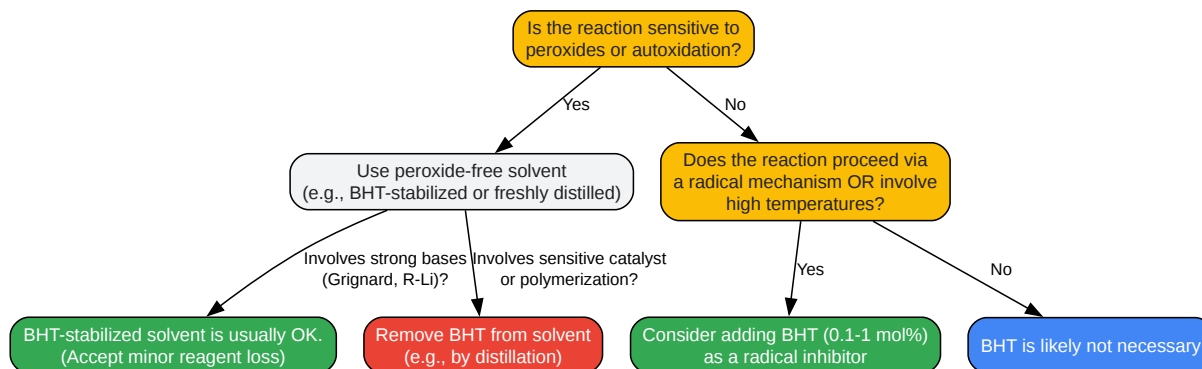 Is the reaction sensitive to
peroxides or autoxidation?
Yes
No
Use peroxide-free solvent
(e.g., BHT-stabilized or freshly distilled)
Does the reaction proceed via
a radical mechanism OR involve
high temperatures?
Involves strong bases
(Grignard, R-Li)?
Involves sensitive catalyst
or polymerization?
Yes
No
BHT-stabilized solvent is usually OK.
(Accept minor reagent loss)
Remove BHT from solvent
(e.g., by distillation)
Consider adding BHT (0.1-1 mol%)
as a radical inhibitor
BHT is likely not necessary